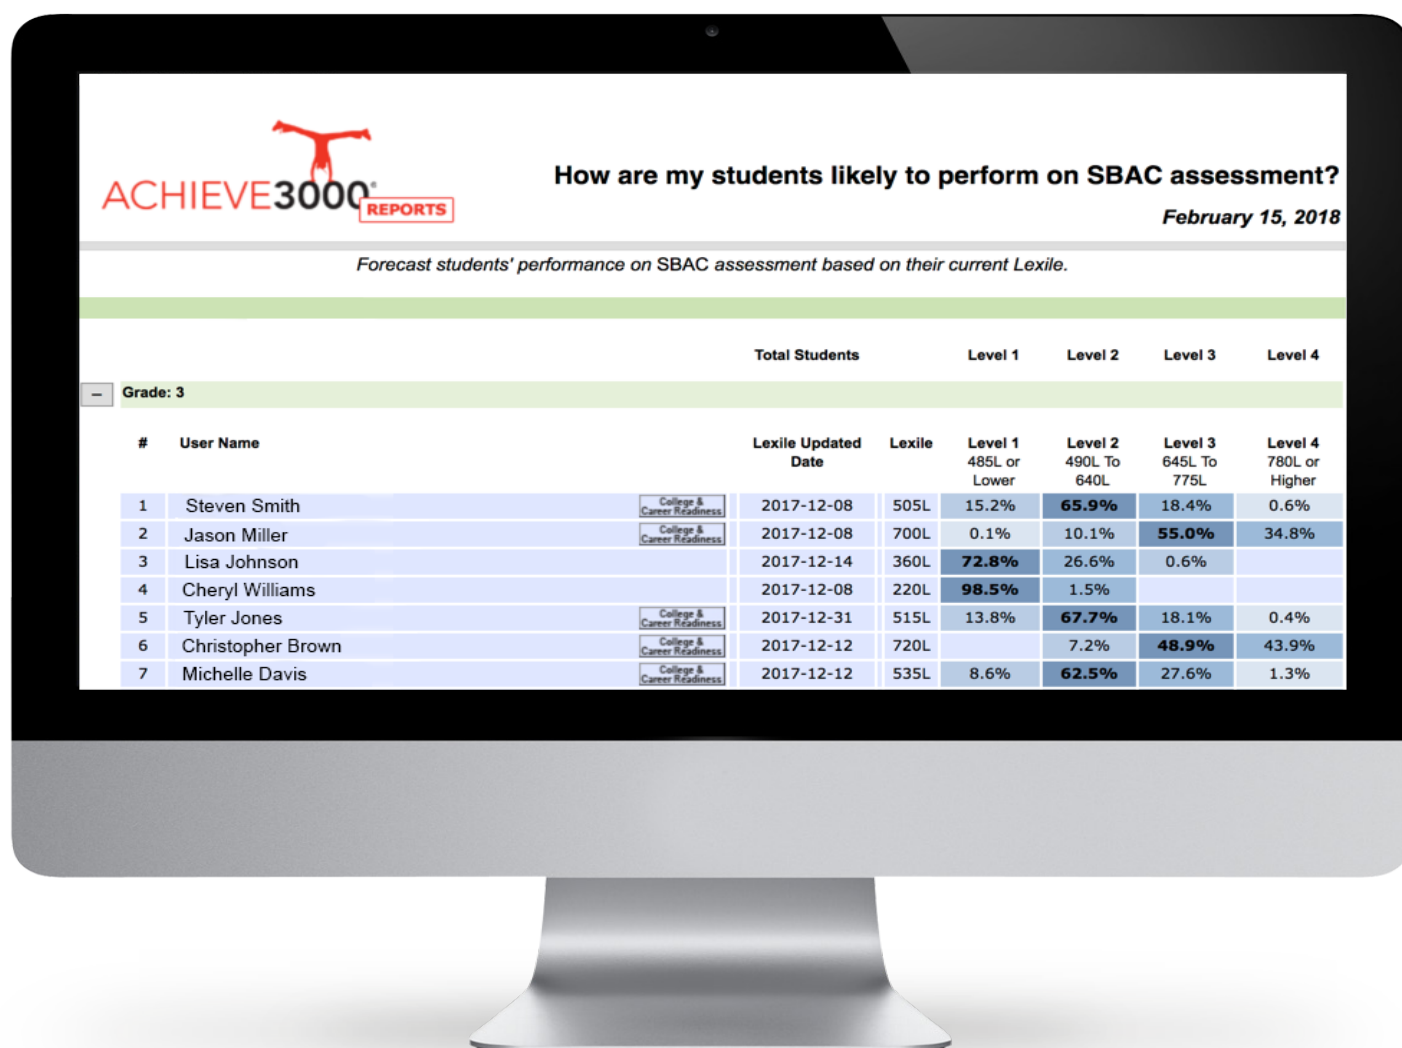 ACHIEVE3000®
REPORTS
How are my students likely to perform on SBAC assessment?
February 15, 2018
Forecast students' performance on SBAC assessment based on their current Lexile.
Total Students Level 1 Level 2 Level 3 Level 4
− Grade: 3
# User Name Lexile Updated Date Lexile Level 1 485L or Lower Level 2 490L To 640L Level 3 645L To 775L Level 4 780L or Higher
1 Steven Smith College & Career Readiness 2017-12-08 505L 15.2% 65.9% 18.4% 0.6%
2 Jason Miller College & Career Readiness 2017-12-08 700L 0.1% 10.1% 55.0% 34.8%
3 Lisa Johnson 2017-12-14 360L 72.8% 26.6% 0.6%
4 Cheryl Williams 2017-12-08 220L 98.5% 1.5%
5 Tyler Jones College & Career Readiness 2017-12-31 515L 13.8% 67.7% 18.1% 0.4%
6 Christopher Brown College & Career Readiness 2017-12-12 720L 7.2% 48.9% 43.9%
7 Michelle Davis College & Career Readiness 2017-12-12 535L 8.6% 62.5% 27.6% 1.3%